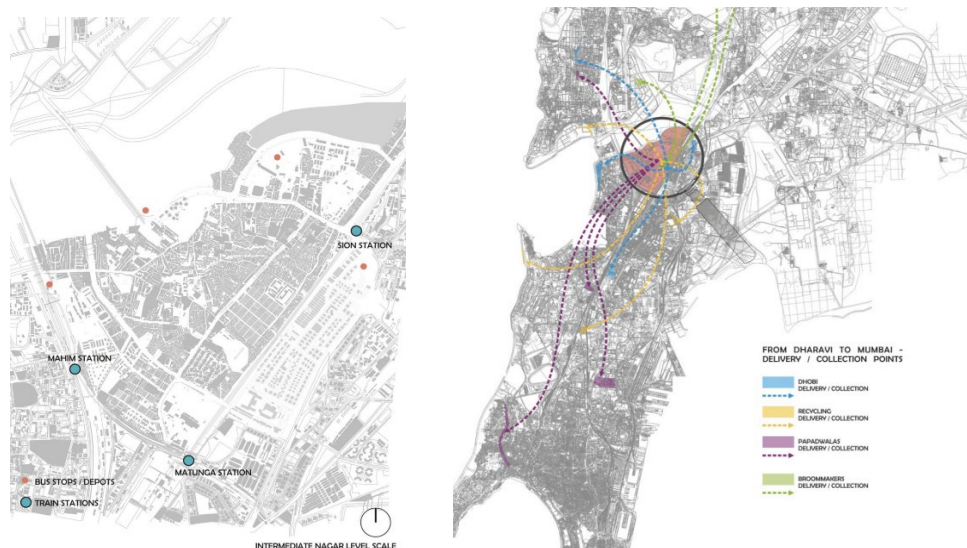 SION STATION
MAHIM STATION
MATUNGA STATION
BUS STOPS / DEPOTS
TRAIN STATIONS
INTERMEDIATE NAGAR LEVEL SCALE
FROM DHARAVI TO MUMBAI -
DELIVERY / COLLECTION POINTS
DHOBI
DELIVERY / COLLECTION
RECYCLING
DELIVERY / COLLECTION
PAPADWALAS
DELIVERY / COLLECTION
BROOMMAKERS
DELIVERY / COLLECTION